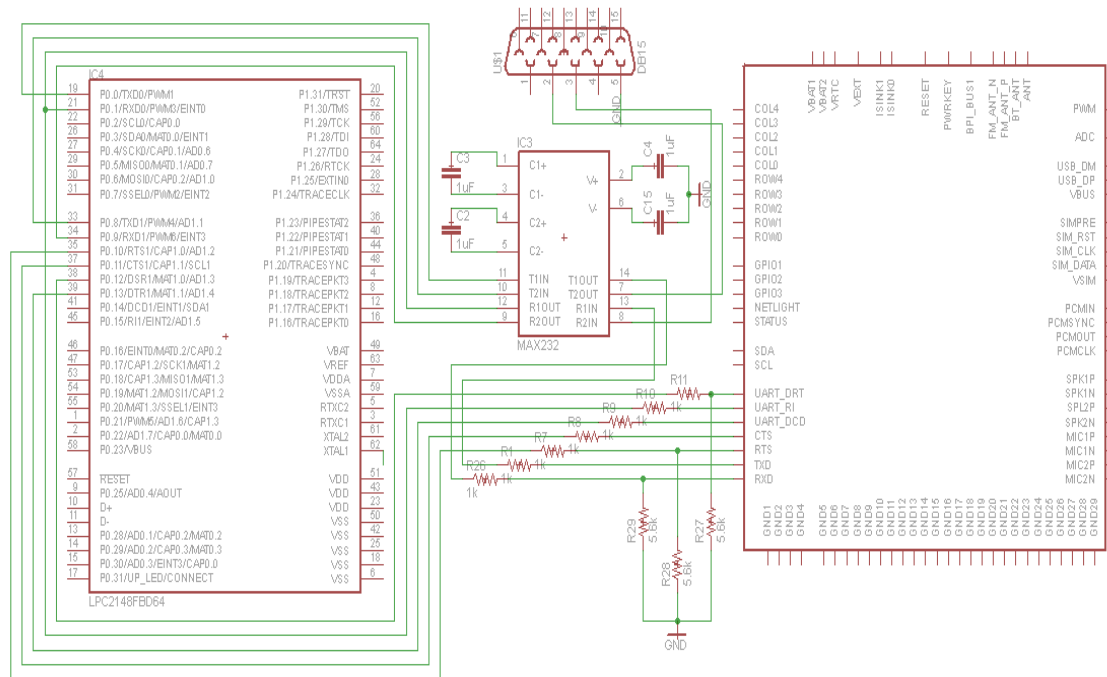 U$1
11
12
13
14
15
6
7
8
9
10
1
2
3
4
5
DB15
GND
IC4
19 P0.0/TXD0/PWM1 P1.31/TRST 20
21 P0.1/RXD0/PWM3/EINT0 P1.30/TMS 52
22 P0.2/SCL0/CAP0.0 P1.29/TCK 56
26 P0.3/SDA0/MAT0.0/EINT1 P1.28/TDI 60
27 P0.4/SCK0/CAP0.1/AD0.6 P1.27/TDO 64
29 P0.5/MISO0/MAT0.1/AD0.7 P1.26/RTCK 24
30 P0.6/MOSI0/CAP0.2/AD1.0 P1.25/EXTIN0 28
31 P0.7/SSEL0/PWM2/EINT2 P1.24/TRACECLK 32
33 P0.8/TXD1/PWM4/AD1.1 P1.23/PIPESTAT2 36
34 P0.9/RXD1/PWM6/EINT3 P1.22/PIPESTAT1 40
35 P0.10/RTS1/CAP1.0/AD1.2 P1.21/PIPESTAT0 44
37 P0.11/CTS1/CAP1.1/SCL1 P1.20/TRACESYNC 48
38 P0.12/DSR1/MAT1.0/AD1.3 P1.19/TRACEPKT3 4
39 P0.13/DTR1/MAT1.1/AD1.4 P1.18/TRACEPKT2 8
41 P0.14/DCD1/EINT1/SDA1 P1.17/TRACEPKT1 12
45 P0.15/RI1/EINT2/AD1.5 P1.16/TRACEPKT0 16
46 P0.16/EINT0/MAT0.2/CAP0.2 VBAT 49
47 P0.17/CAP1.2/SCK1/MAT1.2 VREF 63
53 P0.18/CAP1.3/MISO1/MAT1.3 VDDA 7
54 P0.19/MAT1.2/MOSI1/CAP1.2 VSSA 59
55 P0.20/MAT1.3/SSEL1/EINT3 RTXC2 5
1 P0.21/PWM5/AD1.6/CAP1.3 RTXC1 3
2 P0.22/AD1.7/CAP0.0/MAT0.0 XTAL2 61
58 P0.23/VBUS XTAL1 62
57 RESET VDD 51
9 P0.25/AD0.4/AOUT VDD 43
10 D+ VDD 23
11 D- VSS 50
13 P0.28/AD0.1/CAP0.2/MAT0.2 VSS 42
14 P0.29/AD0.2/CAP0.3/MAT0.3 VSS 25
15 P0.30/AD0.3/EINT3/CAP0.0 VSS 18
17 P0.31/UP_LED/CONNECT VSS 6
LPC2148FBD64
IC3
1 C1+
3 C1-
4 C2+
5 C2-
V+ 2
V- 6
11 T1IN T1OUT 14
10 T2IN T2OUT 7
12 R1OUT R1IN 13
9 R2OUT R2IN 8
MAX232
C3
1uF
C2
1uF
C4
1uF
C15
1uF
GND
R11
R10
1k
R9
1k
R8
1k
R7
1k
R1
1k
R26
1k
1k
R29
5.6k
R28
5.6k
R27
5.6k
GND
VBAT1
VBAT2
VRTC
VEXT
ISINK1
ISINK0
RESET
PWRKEY
BPI_BUS1
FM_ANT_N
FM_ANT_P
BT_ANT
ANT
COL4
COL3
COL2
COL1
COL0
ROW4
ROW3
ROW2
ROW1
ROW0
GPIO1
GPIO2
GPIO3
NETLIGHT
STATUS
SDA
SCL
UART_DRT
UART_RI
UART_DCD
CTS
RTS
TXD
RXD
PWM
ADC
USB_DM
USB_DP
VBUS
SIMPRE
SIM_RST
SIM_CLK
SIM_DATA
VSIM
PCMIN
PCMSYNC
PCMOUT
PCMCLK
SPK1P
SPK1N
SPL2P
SPK2N
MIC1P
MIC1N
MIC2P
MIC2N
GND1
GND2
GND3
GND4
GND5
GND6
GND7
GND8
GND9
GND10
GND11
GND12
GND13
GND14
GND15
GND16
GND17
GND18
GND19
GND20
GND21
GND22
GND23
GND24
GND25
GND26
GND27
GND28
GND29